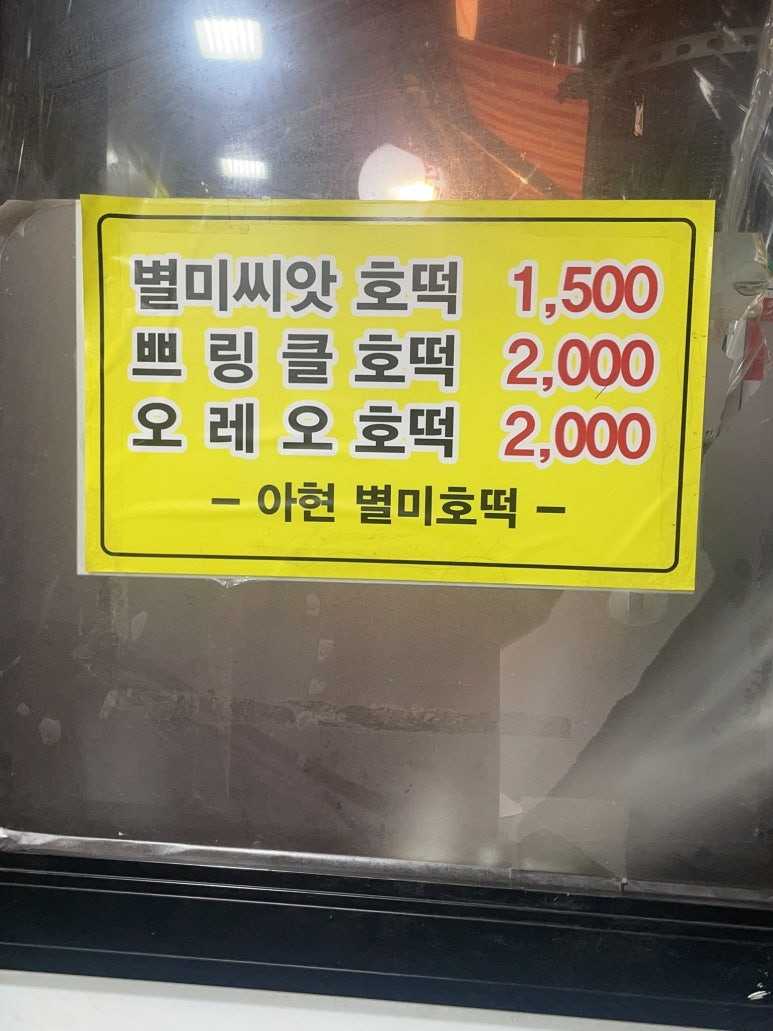 별미씨앗 호떡 1,500
쁘 링 클 호떡 2,000
오 레 오 호떡 2,000
- 아현 별미호떡 -